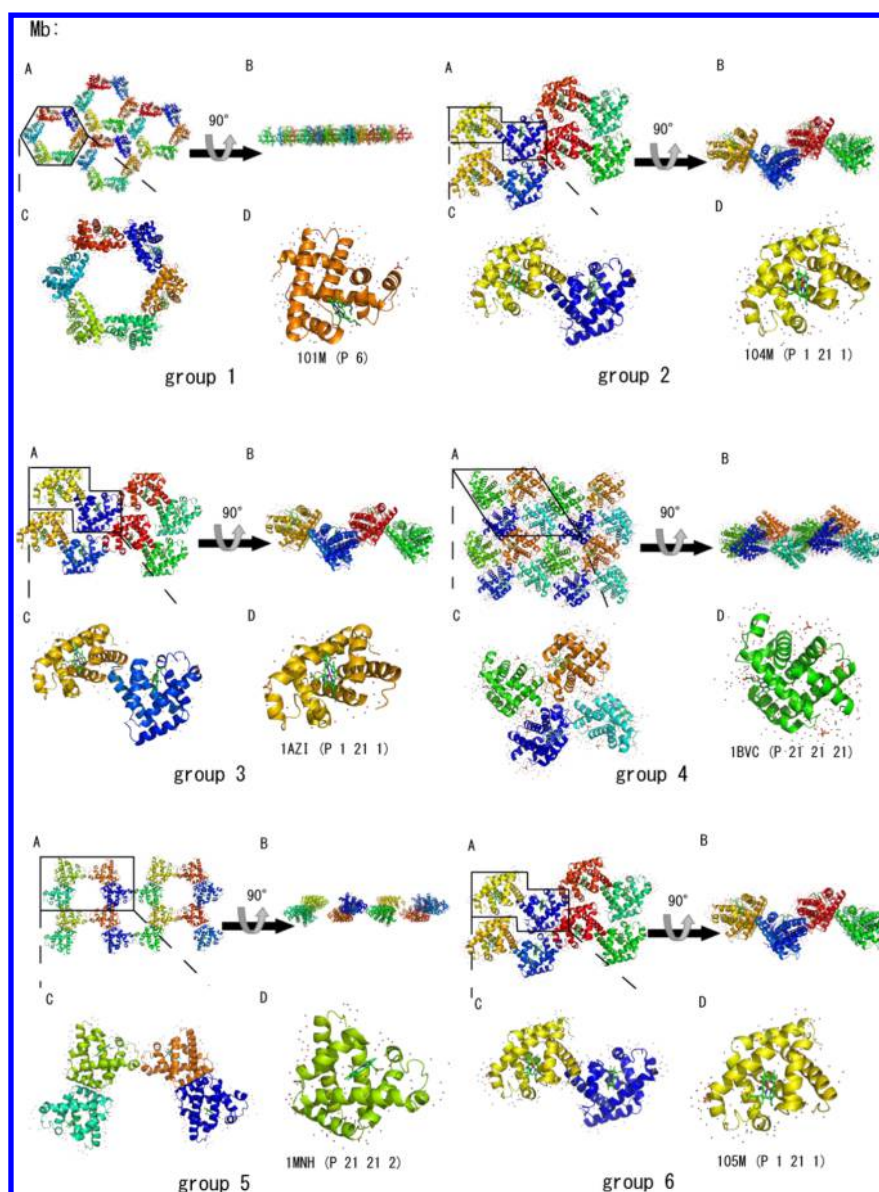 Mb:
A B A B
90° 90°
C D C D
101M (P 6) 104M (P 1 21 1)
group 1 group 2
A B A B
90° 90°
C D C D
1AZI (P 1 21 1) 1BVC (P 21 21 21)
group 3 group 4
A B A B
90° 90°
C D C D
1MNH (P 21 21 2) 105M (P 1 21 1)
group 5 group 6